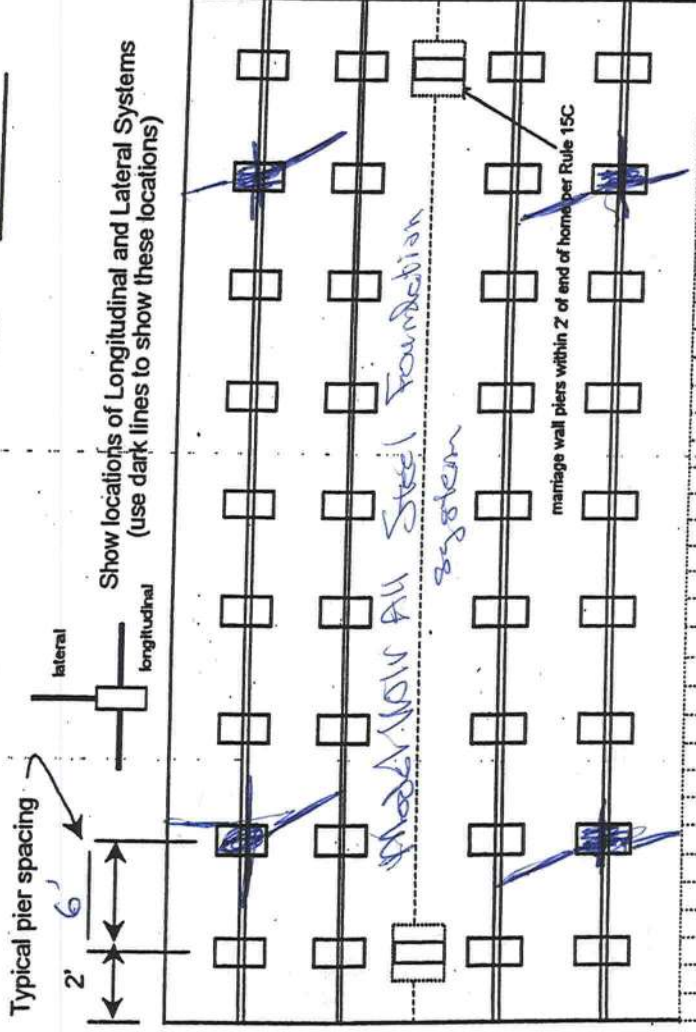 Typical pier spacing
2'
6'
lateral
longitudinal
Show locations of Longitudinal and Lateral Systems
(use dark lines to show these locations)
All Steel Foundation
system
marriage wall piers within 2' of end of home per Rule 15C